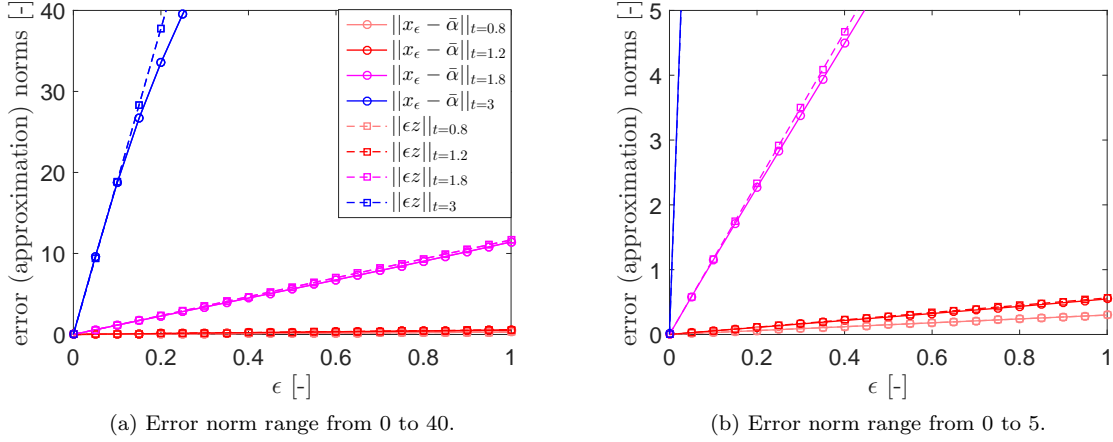 error (approximation) norms [-]
40
30
20
10
0
||x_ϵ − ᾱ||_{t=0.8}
||x_ϵ − ᾱ||_{t=1.2}
||x_ϵ − ᾱ||_{t=1.8}
||x_ϵ − ᾱ||_{t=3}
||ϵz||_{t=0.8}
||ϵz||_{t=1.2}
||ϵz||_{t=1.8}
||ϵz||_{t=3}
0 0.2 0.4 0.6 0.8 1
ϵ [-]
(a) Error norm range from 0 to 40.
error (approximation) norms [-]
5
4
3
2
1
0
0 0.2 0.4 0.6 0.8 1
ϵ [-]
(b) Error norm range from 0 to 5.